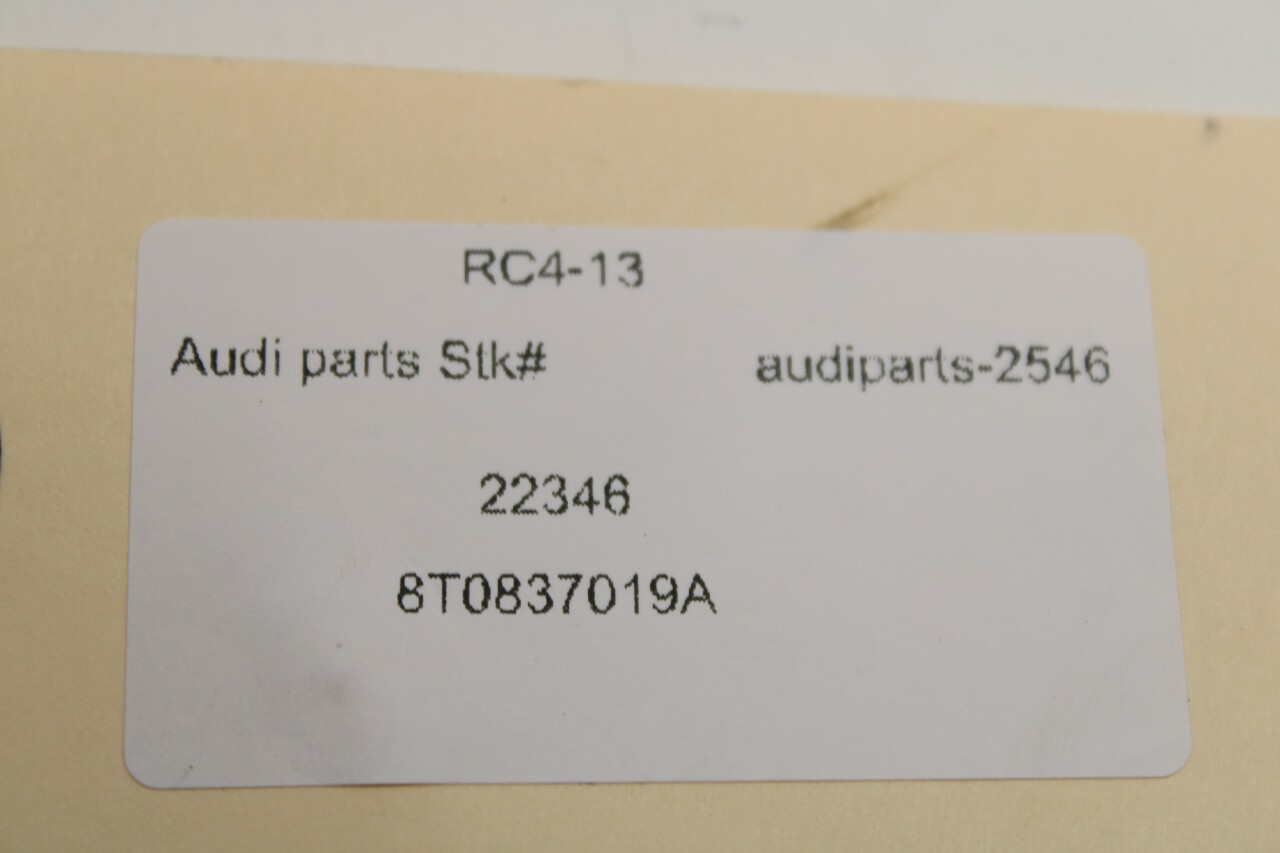 RC4-13
Audi parts Stk# audiparts-2546
22346
8T0837019A